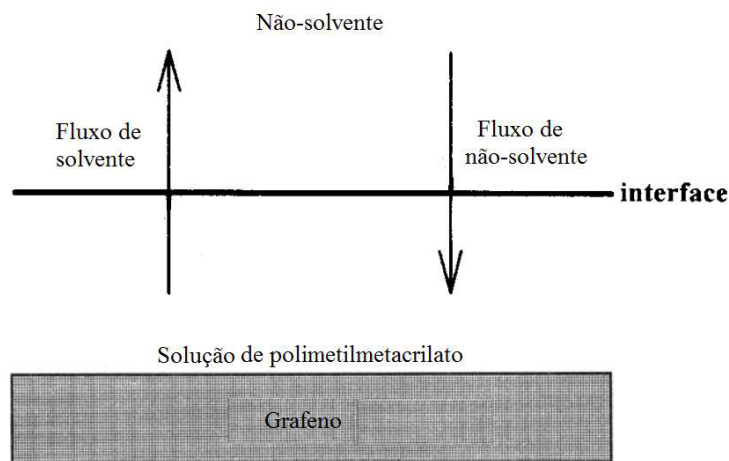 Não-solvente
Fluxo de
solvente
Fluxo de
não-solvente
interface
Solução de polimetilmetacrilato
Grafeno